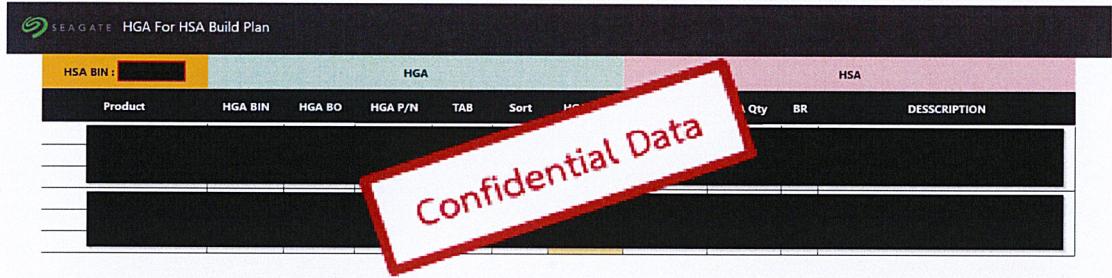 SEAGATE HGA For HSA Build Plan
HSA BIN : HGA HSA
Product HGA BIN HGA BO HGA P/N TAB Sort Qty BR DESSCRIPTION
Confidential Data